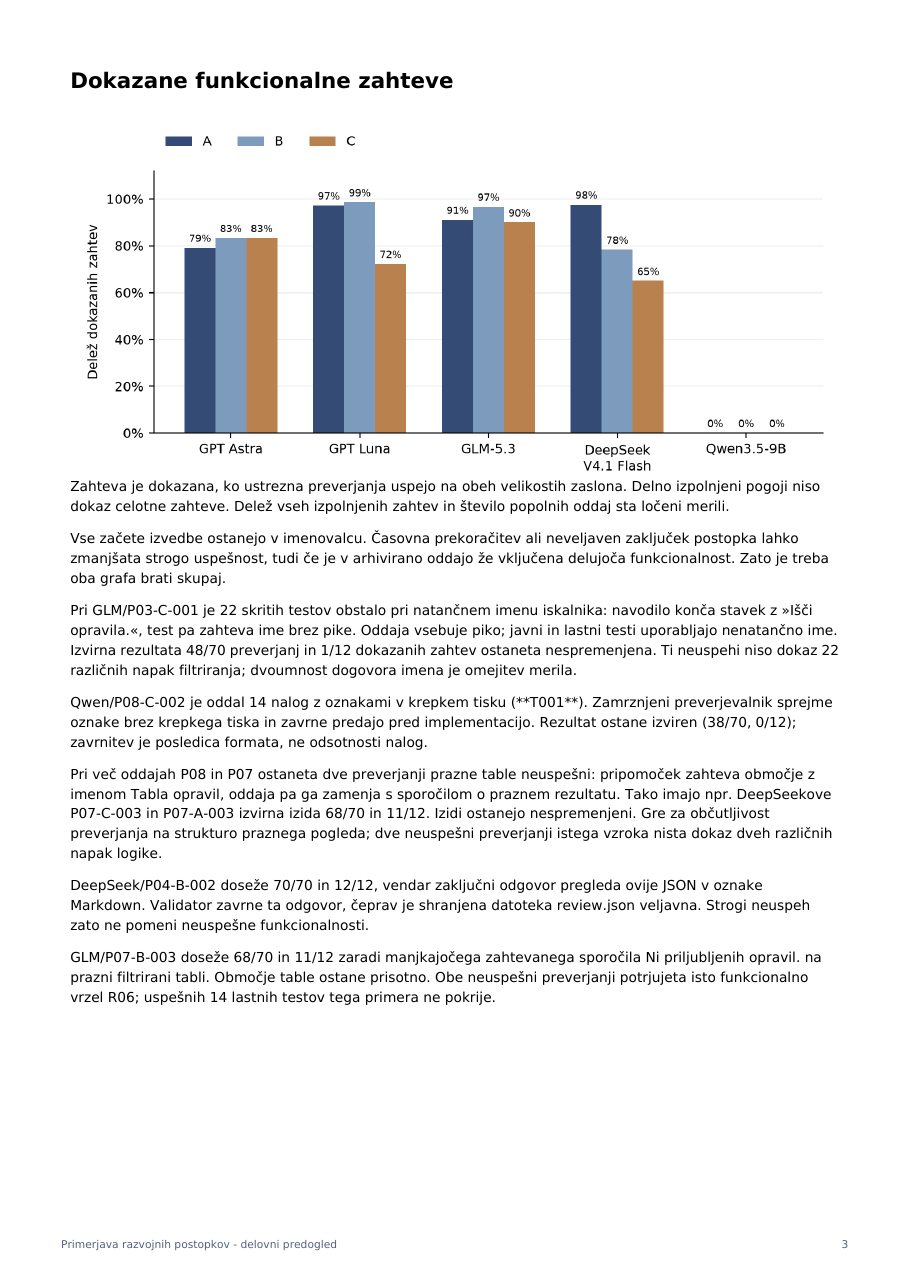 Dokazane funkcionalne zahteve
A B C
Delež dokazanih zahtev
100%
80%
60%
40%
20%
0%
79% 83% 83%
97% 99% 72%
91% 97% 90%
98% 78% 65%
0% 0% 0%
GPT Astra
GPT Luna
GLM-5.3
DeepSeek
V4.1 Flash
Qwen3.5-9B
Zahteva je dokazana, ko ustrezna preverjanja uspejo na obeh velikostih zaslona. Delno izpolnjeni pogoji niso
dokaz celotne zahteve. Delež vseh izpolnjenih zahtev in število popolnih oddaj sta ločeni merili.
Vse začete izvedbe ostanejo v imenovalcu. Časovna prekoračitev ali neveljaven zaključek postopka lahko
zmanjšata strogo uspešnost, tudi če je v arhivirano oddajo že vključena delujoča funkcionalnost. Zato je treba
oba grafa brati skupaj.
Pri GLM/P03-C-001 je 22 skritih testov obstalo pri natančnem imenu iskalnika: navodilo konča stavek z »Išči
opravila.«, test pa zahteva ime brez pike. Oddaja vsebuje piko; javni in lastni testi uporabljajo nenatančno ime.
Izvirna rezultata 48/70 preverjanj in 1/12 dokazanih zahtev ostaneta nespremenjena. Ti neuspehi niso dokaz 22
različnih napak filtriranja; dvoumnost dogovora imena je omejitev merila.
Qwen/P08-C-002 je oddal 14 nalog z oznakami v krepkem tisku (**T001**). Zamrznjeni preverjevalnik sprejme
oznake brez krepkega tiska in zavrne predajo pred implementacijo. Rezultat ostane izviren (38/70, 0/12);
zavrnitev je posledica formata, ne odsotnosti nalog.
Pri več oddajah P08 in P07 ostaneta dve preverjanji prazne table neuspešni: pripomoček zahteva območje z
imenom Tabla opravil, oddaja pa ga zamenja s sporočilom o praznem rezultatu. Tako imajo npr. DeepSeekove
P07-C-003 in P07-A-003 izvirna izida 68/70 in 11/12. Izidi ostanejo nespremenjeni. Gre za občutljivost
preverjanja na strukturo praznega pogleda; dve neuspešni preverjanji istega vzroka nista dokaz dveh različnih
napak logike.
DeepSeek/P04-B-002 doseže 70/70 in 12/12, vendar zaključni odgovor pregleda ovije JSON v oznake
Markdown. Validator zavrne ta odgovor, čeprav je shranjena datoteka review.json veljavna. Strogi neuspeh
zato ne pomeni neuspešne funkcionalnosti.
GLM/P07-B-003 doseže 68/70 in 11/12 zaradi manjkajočega zahtevanega sporočila Ni priljubljenih opravil. na
prazni filtrirani tabli. Območje table ostane prisotno. Obe neuspešni preverjanji potrjujeta isto funkcionalno
vrzel R06; uspešnih 14 lastnih testov tega primera ne pokrije.
Primerjava razvojnih postopkov - delovni predogled
3